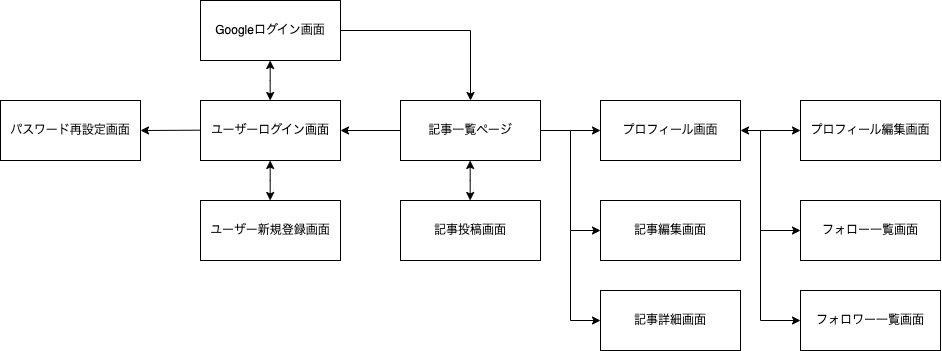 Googleログイン画面
パスワード再設定画面
ユーザーログイン画面
記事一覧ページ
プロフィール画面
プロフィール編集画面
ユーザー新規登録画面
記事投稿画面
記事編集画面
フォロー一覧画面
記事詳細画面
フォロワー一覧画面